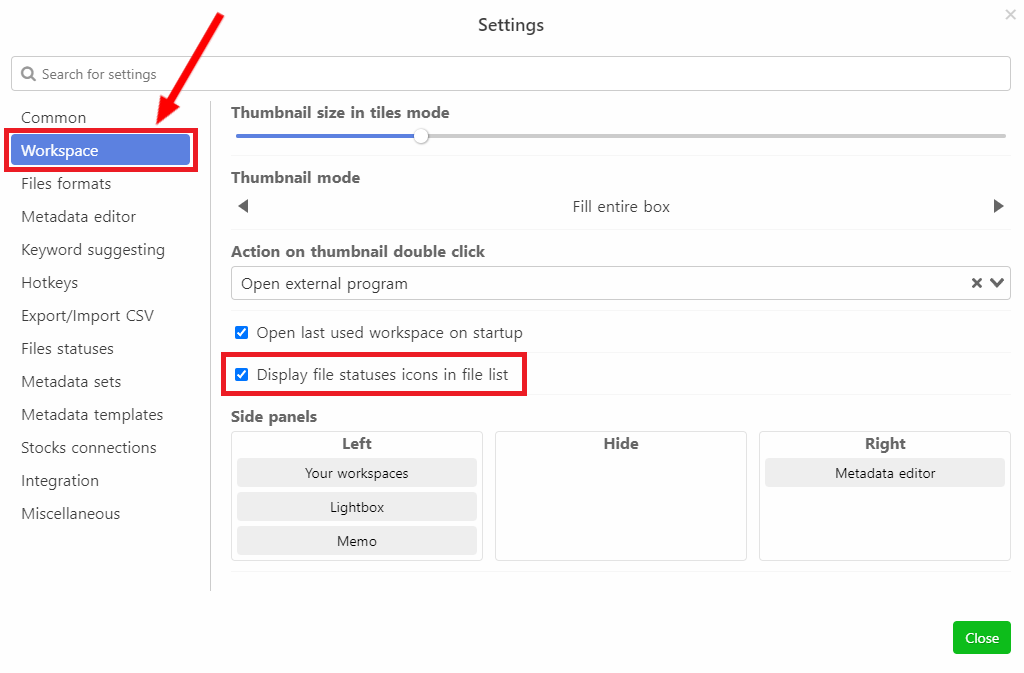 Settings
Search for settings
Common
Workspace
Files formats
Metadata editor
Keyword suggesting
Hotkeys
Export/Import CSV
Files statuses
Metadata sets
Metadata templates
Stocks connections
Integration
Miscellaneous
Thumbnail size in tiles mode
Thumbnail mode
Fill entire box
Action on thumbnail double click
Open external program
Open last used workspace on startup
Display file statuses icons in file list
Side panels
Left
Your workspaces
Lightbox
Memo
Hide
Right
Metadata editor
Close